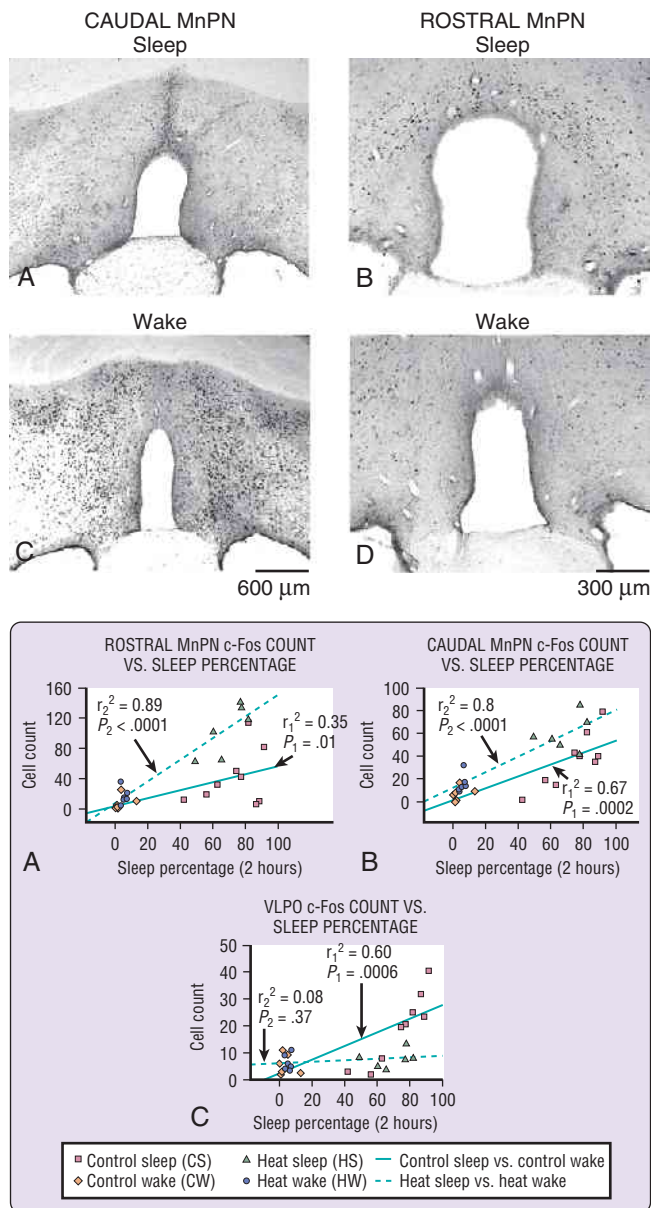 CAUDAL MnPN
Sleep
ROSTRAL MnPN
Sleep
A
B
Wake
Wake
C
D
600 µm
300 µm
ROSTRAL MnPN c-Fos COUNT
VS. SLEEP PERCENTAGE
160
120
80
40
0
Cell count
r₂² = 0.89
P₂ < .0001
r₁² = 0.35
P₁ = .01
0 20 40 60 80 100
Sleep percentage (2 hours)
A
CAUDAL MnPN c-Fos COUNT
VS. SLEEP PERCENTAGE
100
80
60
40
20
0
Cell count
r₂² = 0.8
P₂ < .0001
r₁² = 0.67
P₁ = .0002
0 20 40 60 80 100
Sleep percentage (2 hours)
B
VLPO c-Fos COUNT VS.
SLEEP PERCENTAGE
50
40
30
20
10
0
Cell count
r₁² = 0.60
P₁ = .0006
r₂² = 0.08
P₂ = .37
0 20 40 60 80 100
Sleep percentage (2 hours)
C
Control sleep (CS)
Heat sleep (HS)
Control sleep vs. control wake
Control wake (CW)
Heat wake (HW)
Heat sleep vs. heat wake